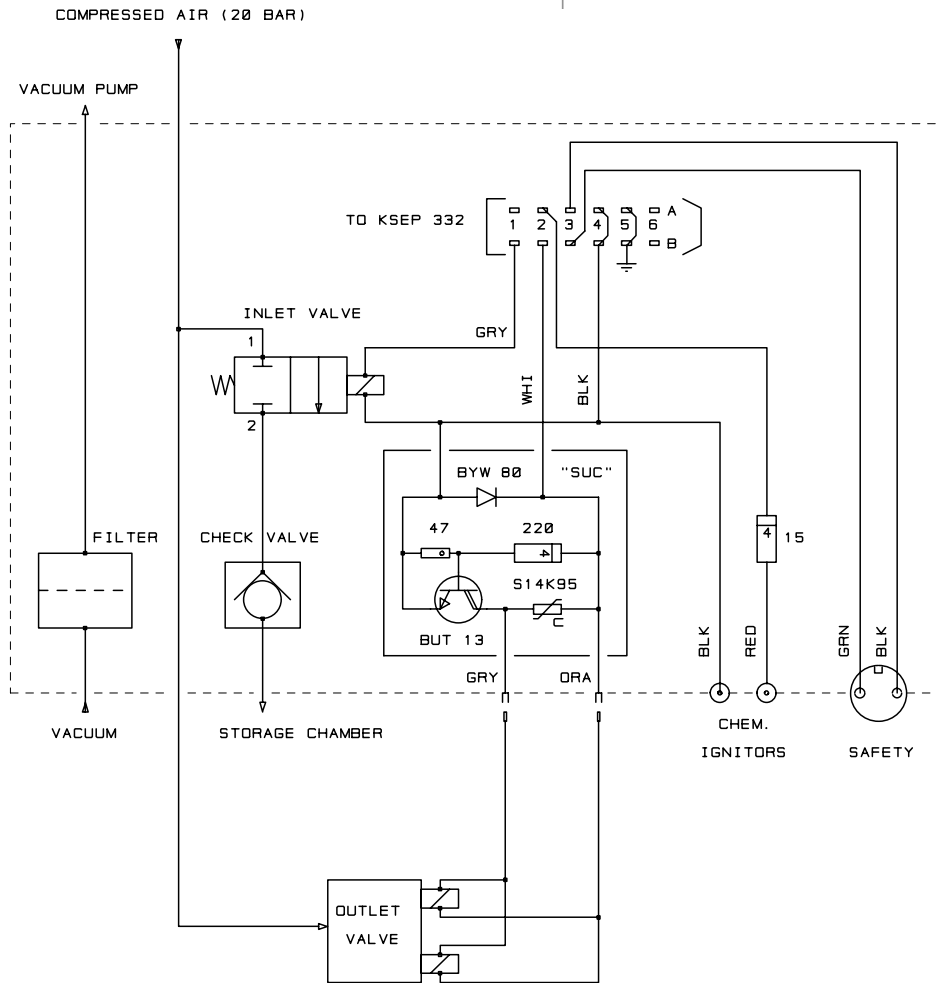 COMPRESSED AIR (20 BAR)
VACUUM PUMP
TO KSEP 332
1 2 3 4 5 6
A
B
INLET VALVE
1
2
GRY
WHI
BLK
BYW 80
"SUC"
47
220
4
S14K95
U
BUT 13
FILTER
CHECK VALVE
4
15
GRY
ORA
BLK
RED
GRN
BLK
VACUUM
STORAGE CHAMBER
CHEM.
IGNITORS
SAFETY
OUTLET
VALVE